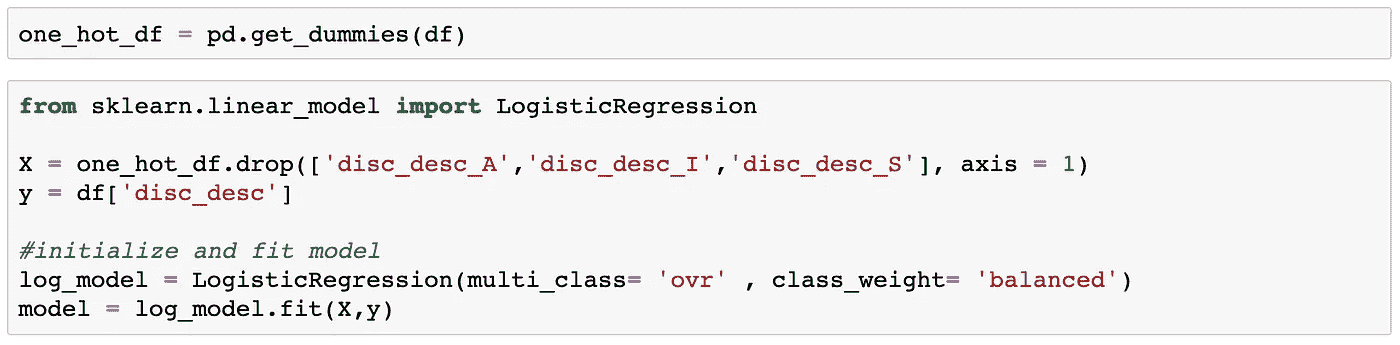 one_hot_df = pd.get_dummies(df)
from sklearn.linear_model import LogisticRegression
X = one_hot_df.drop(['disc_desc_A','disc_desc_I','disc_desc_S'], axis = 1)
y = df['disc_desc']
#initialize and fit model
log_model = LogisticRegression(multi_class= 'ovr' , class_weight= 'balanced')
model = log_model.fit(X,y)